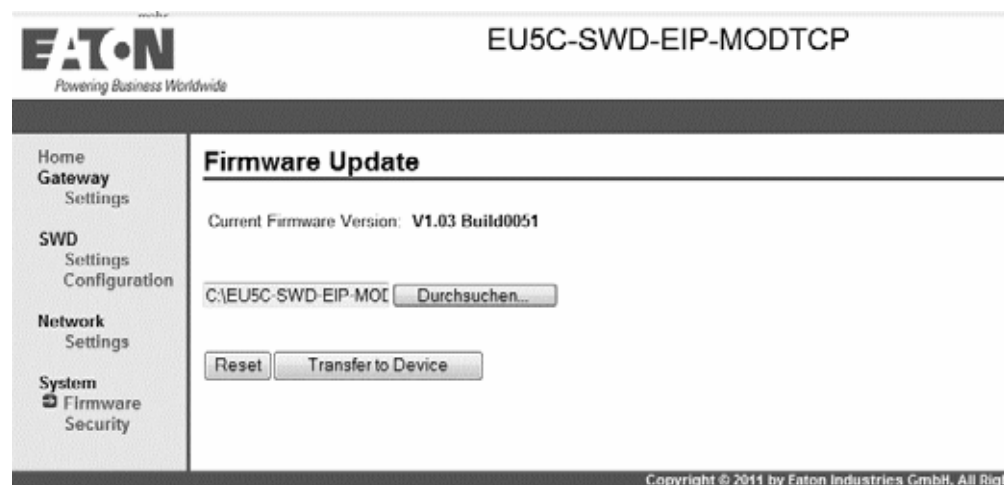 EATON
Powering Business Worldwide
EU5C-SWD-EIP-MODTCP
Home
Gateway
Settings
SWD
Settings
Configuration
Network
Settings
System
Firmware
Security
Firmware Update
Current Firmware Version: V1.03 Build0051
C:\EU5C-SWD-EIP-MOD Durchsuchen...
Reset Transfer to Device
Copyright © 2011 by Eaton Industries GmbH. All